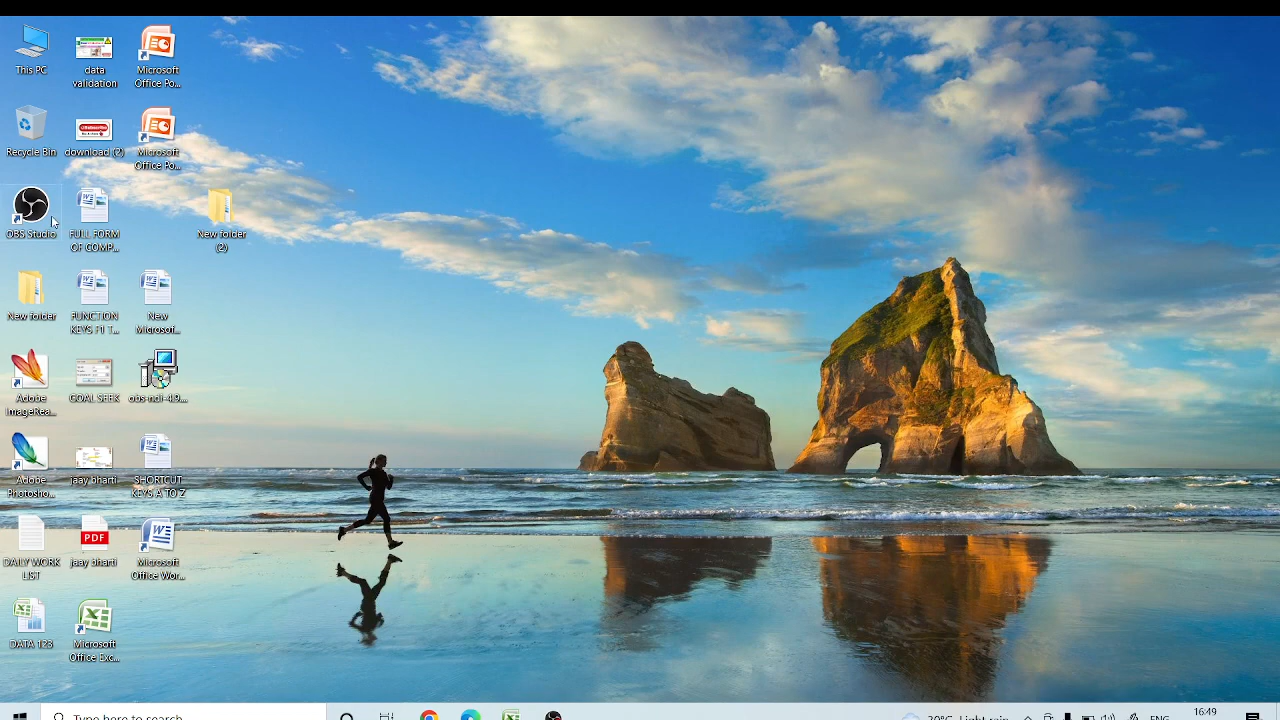 This PC
data
validation
Microsoft
Office Po...
Recycle Bin
download (2)
Microsoft
Office Po...
OBS Studio
FULL FORM
OF COMP...
New folder
(2)
New folder
FUNCTION
KEYS F1 T...
New
Microsof...
Adobe
ImageRea...
GOAL SEEK
obs-ndi-4.9...
Adobe
Photosho...
jaay bharti
SHORTCUT
KEYS A TO Z
DAILY WORK
LIST
PDF
jaay bharti
Microsoft
Office Wor...
DATA 123
Microsoft
Office Exc...
Type here to search
30°C Light rain
ENG
16:49